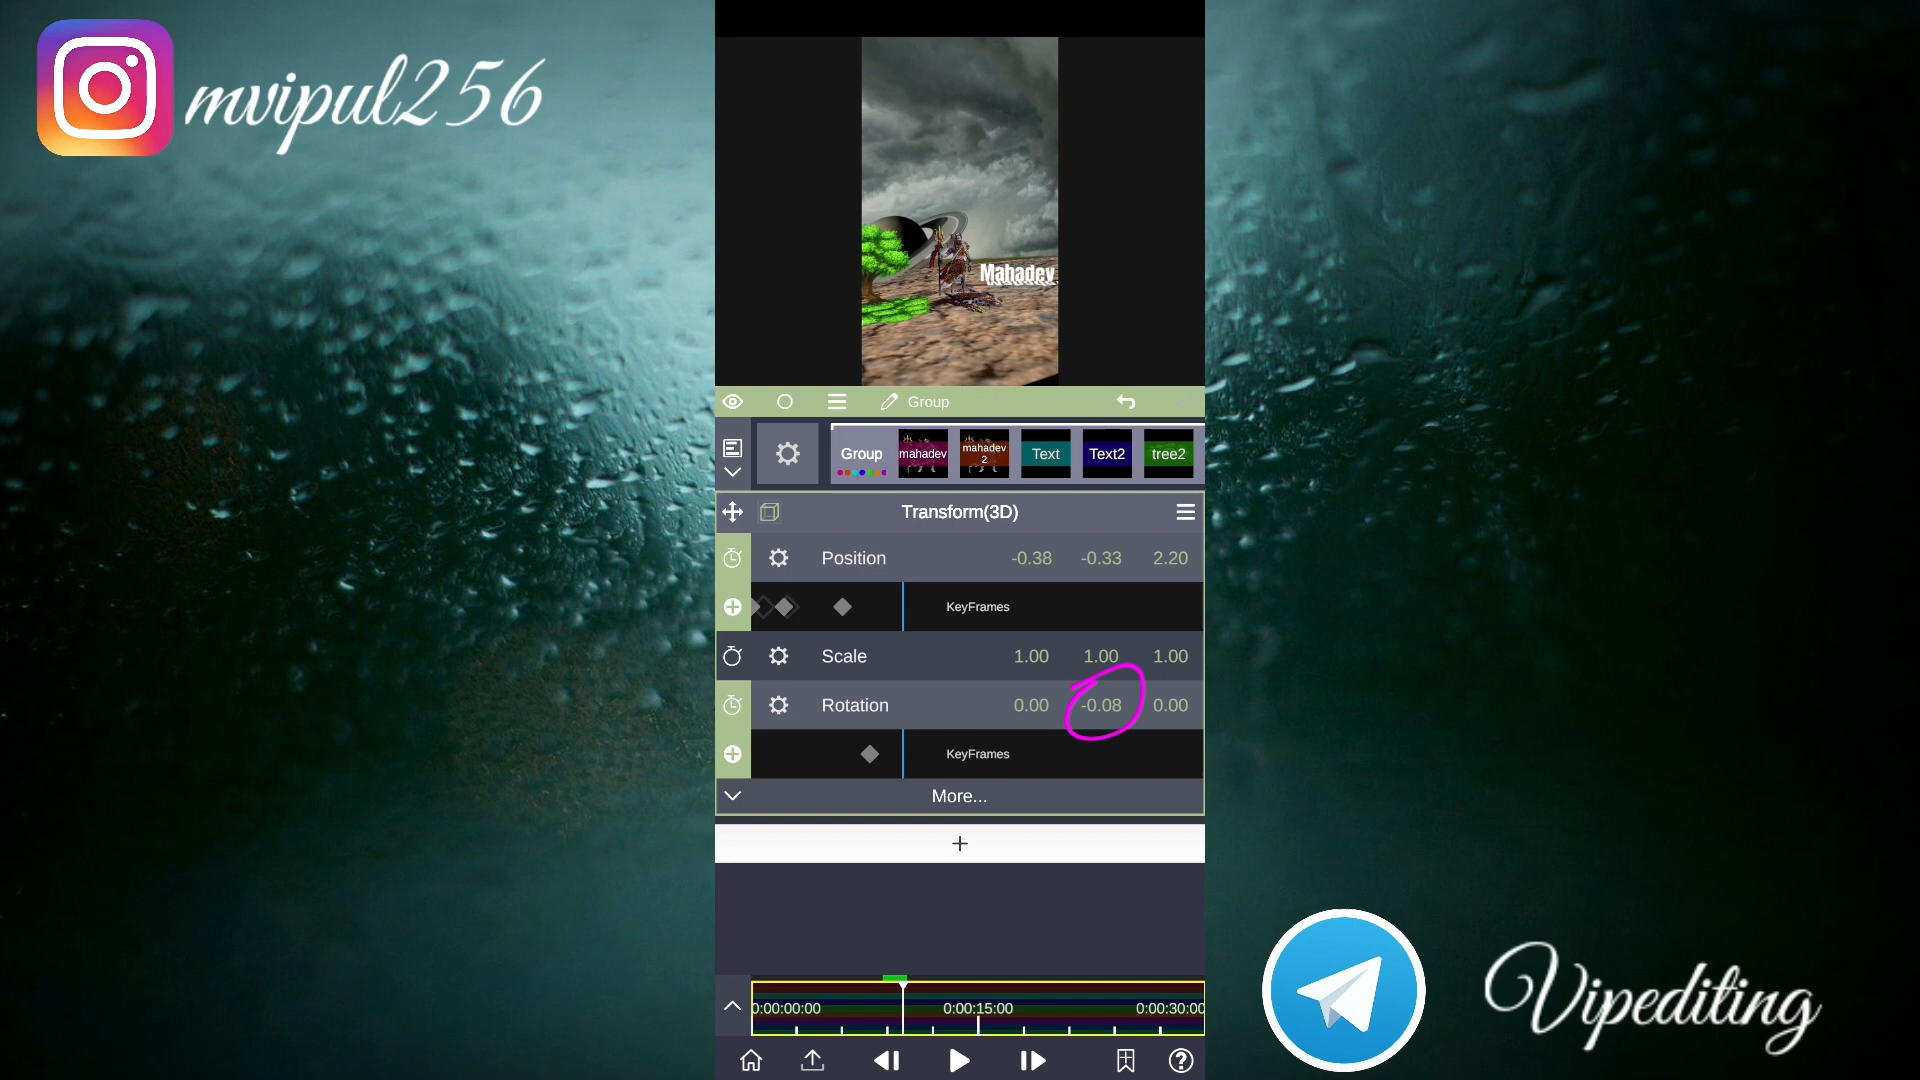 mvipul256
Mahadev
Group
Group
mahadev
mahadev
2
Text
Text2
tree2
Transform(3D)
Position -0.38 -0.33 2.20
KeyFrames
Scale 1.00 1.00 1.00
Rotation 0.00 -0.08 0.00
KeyFrames
More...
0:00:00:00 0:00:15:00 0:00:30:00
Vipediting